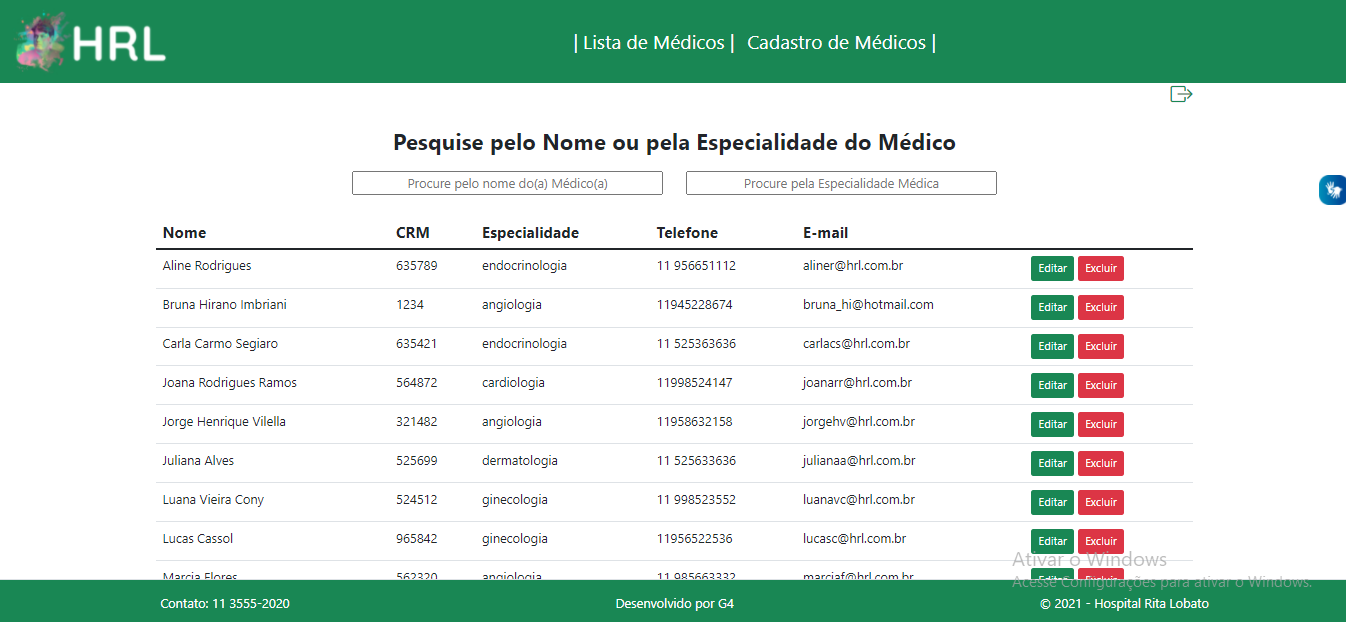 HRL
| Lista de Médicos | Cadastro de Médicos |
Pesquise pelo Nome ou pela Especialidade do Médico
Procure pelo nome do(a) Médico(a) Procure pela Especialidade Médica
Nome CRM Especialidade Telefone E-mail
Aline Rodrigues 635789 endocrinologia 11 956651112 aliner@hrl.com.br Editar Excluir
Bruna Hirano Imbriani 1234 angiologia 11945228674 bruna_hi@hotmail.com Editar Excluir
Carla Carmo Segiaro 635421 endocrinologia 11 525363636 carlacs@hrl.com.br Editar Excluir
Joana Rodrigues Ramos 564872 cardiologia 11998524147 joanarr@hrl.com.br Editar Excluir
Jorge Henrique Vilella 321482 angiologia 11958632158 jorgehv@hrl.com.br Editar Excluir
Juliana Alves 525699 dermatologia 11 525633636 julianaa@hrl.com.br Editar Excluir
Luana Vieira Cony 524512 ginecologia 11 998523552 luanavc@hrl.com.br Editar Excluir
Lucas Cassol 965842 ginecologia 11956522536 lucasc@hrl.com.br Editar Excluir
Marcia Flores 562320 angiologia 11 985663332 marciaf@hrl.com.br Editar Excluir
Ativar o Windows
Acesse Configurações para ativar o Windows.
Contato: 11 3555-2020 Desenvolvido por G4 © 2021 - Hospital Rita Lobato